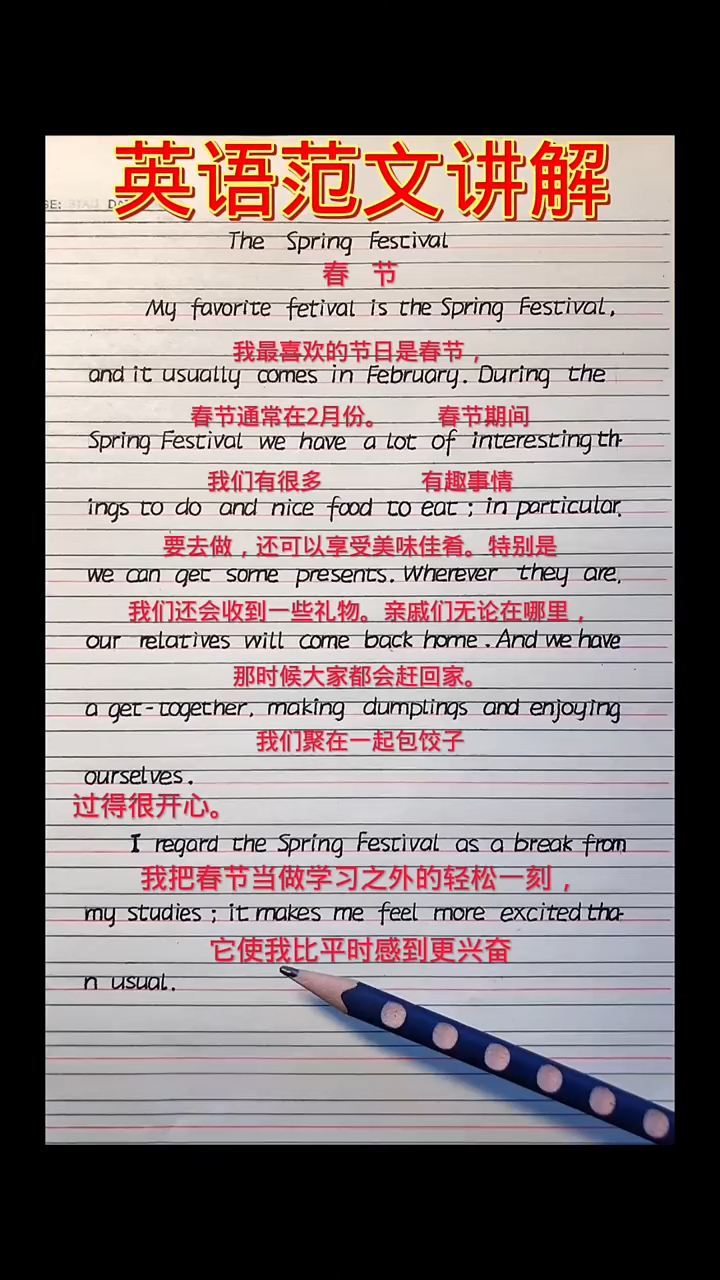 英语范文讲解
The Spring Festival
春 节
My favorite fetival is the Spring Festival,
我最喜欢的节日是春节，
and it usually comes in February. During the
春节通常在2月份。 春节期间
Spring Festival we have a lot of interesting th-
我们有很多 有趣事情
ings to do and nice food to eat ; in particular,
要去做，还可以享受美味佳肴。特别是
we can get some presents. Wherever they are,
我们还会收到一些礼物。亲戚们无论在哪里，
our relatives will come back home. And we have
那时候大家都会赶回家。
a get-together, making dumplings and enjoying
我们聚在一起包饺子
ourselves.
过得很开心。
I regard the Spring Festival as a break from
我把春节当做学习之外的轻松一刻，
my studies ; it makes me feel more excited tha-
它使我比平时感到更兴奋
n usual.